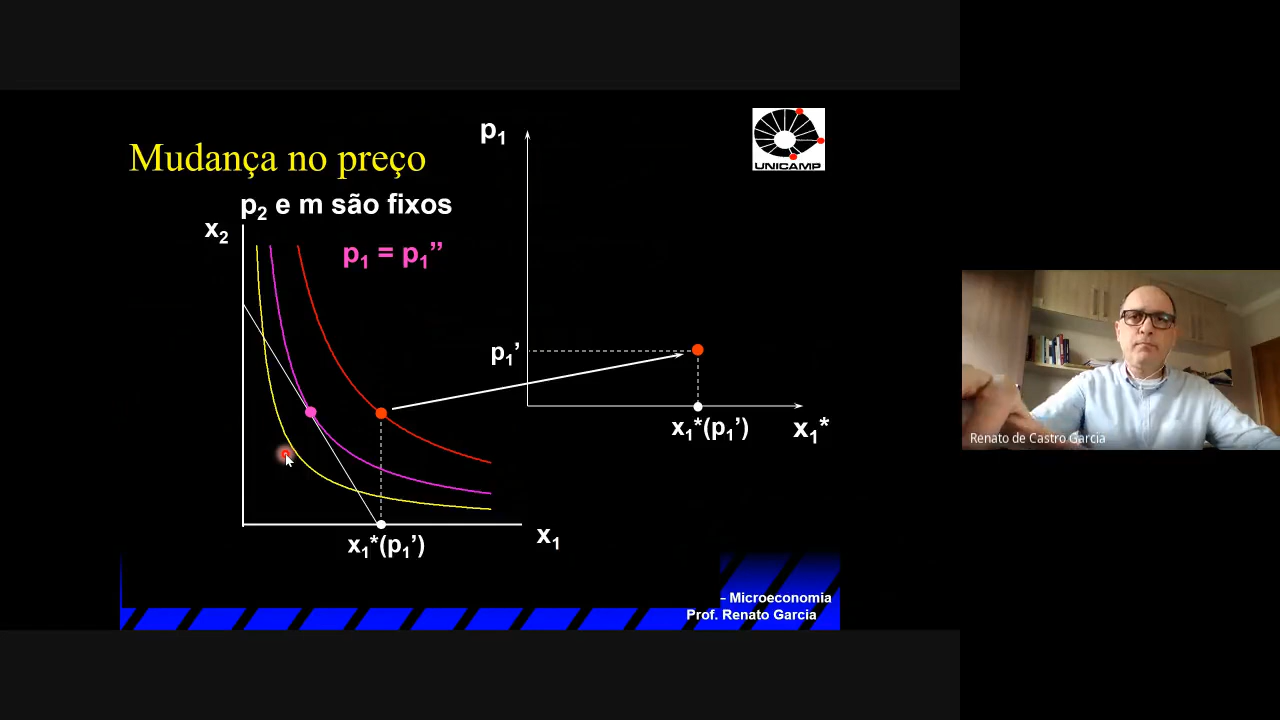 Mudança no preço
p₂ e m são fixos
p₁ = p₁’’
x₂
x₁*(p₁’)
x₁
p₁
p₁’
x₁*(p₁’)
x₁*
UNICAMP
– Microeconomia
Prof. Renato Garcia
Renato de Castro Garcia